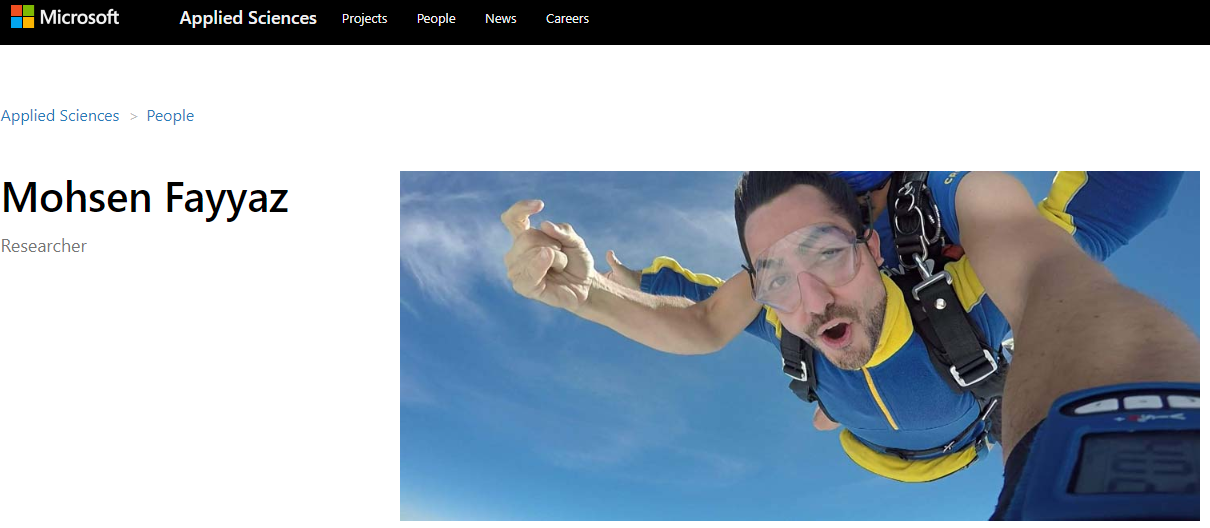 Microsoft Applied Sciences Projects People News Careers
Applied Sciences > People
Mohsen Fayyaz
Researcher